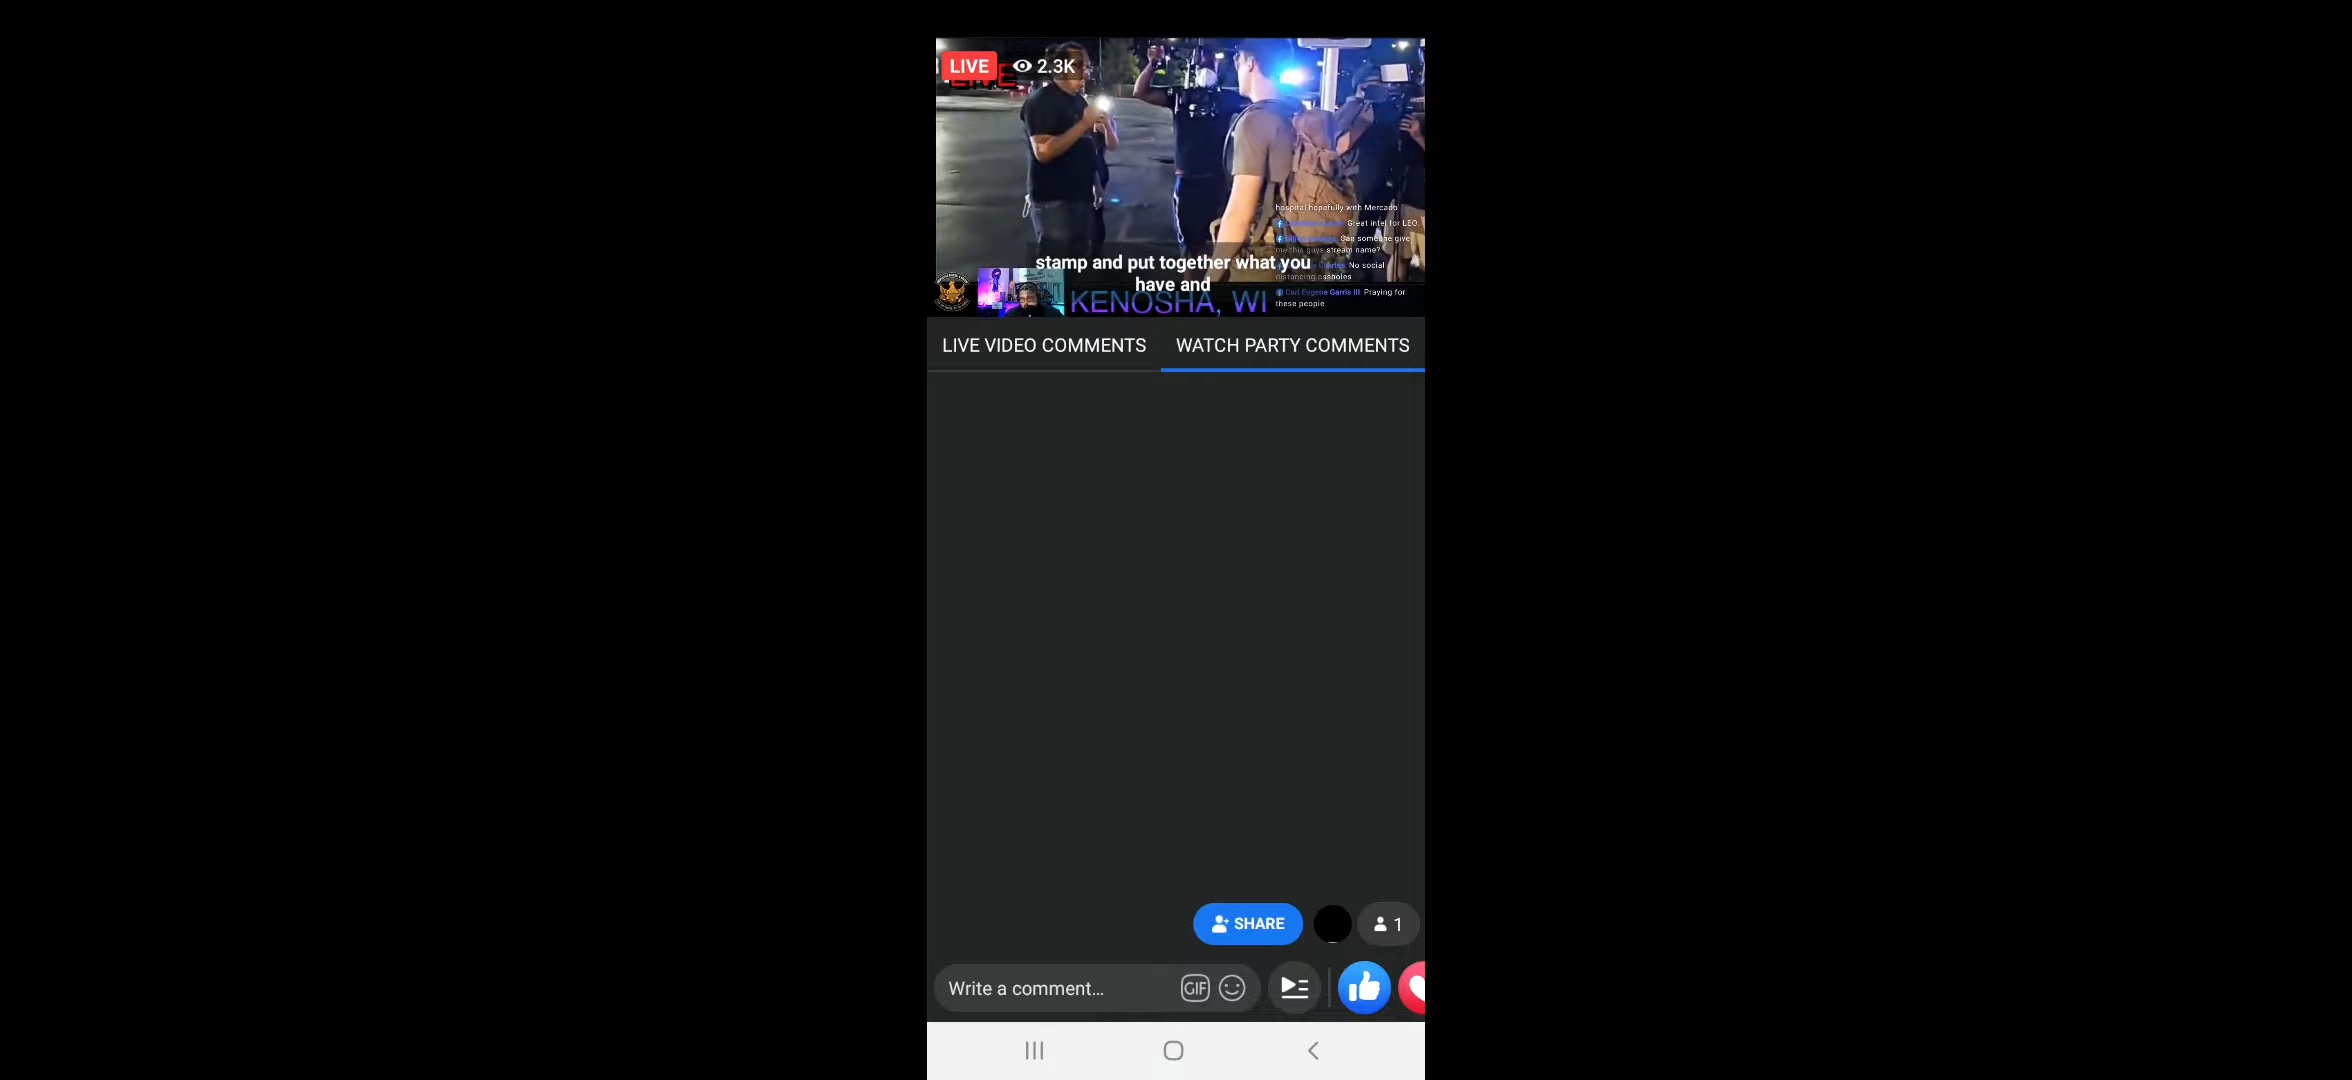 LIVE 2.3K
LIVE
hospital hopefully with Mercado
Great intel for LEO.
Can someone give
me this guys stream name?
Charles No social
distancing assholes
Carl Eugene Garris III Praying for
these people
stamp and put together what you
have and
KENOSHA, WI
LIVE VIDEO COMMENTS WATCH PARTY COMMENTS
SHARE 1
Write a comment... GIF